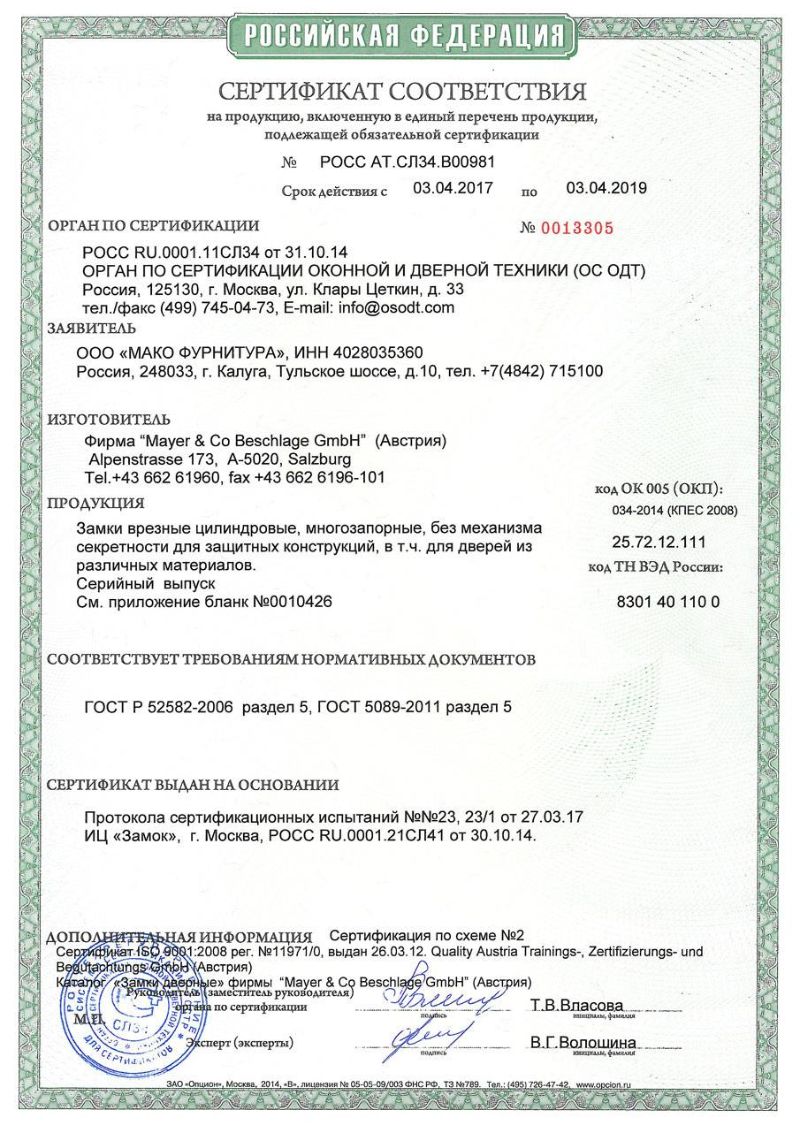 РОССИЙСКАЯ ФЕДЕРАЦИЯ
СЕРТИФИКАТ СООТВЕТСТВИЯ
на продукцию, включенную в единый перечень продукции,
подлежащей обязательной сертификации
№ РОСС AT.СЛ34.В00981
Срок действия с 03.04.2017 по 03.04.2019
ОРГАН ПО СЕРТИФИКАЦИИ № 0013305
РОСС RU.0001.11СЛ34 от 31.10.14
ОРГАН ПО СЕРТИФИКАЦИИ ОКОННОЙ И ДВЕРНОЙ ТЕХНИКИ (ОС ОДТ)
Россия, 125130, г. Москва, ул. Клары Цеткин, д. 33
тел./факс (499) 745-04-73, E-mail: info@osodt.com
ЗАЯВИТЕЛЬ
ООО «МАКО ФУРНИТУРА», ИНН 4028035360
Россия, 248033, г. Калуга, Тульское шоссе, д.10, тел. +7(4842) 715100
ИЗГОТОВИТЕЛЬ
Фирма “Mayer & Co Beschlage GmbH” (Австрия)
Alpenstrasse 173, A-5020, Salzburg
Tel.+43 662 61960, fax +43 662 6196-101
код ОК 005 (ОКП):
ПРОДУКЦИЯ
034-2014 (КПЕС 2008)
Замки врезные цилиндровые, многозапорные, без механизма
секретности для защитных конструкций, в т.ч. для дверей из
25.72.12.111
различных материалов.
код ТН ВЭД России:
Серийный выпуск
См. приложение бланк №0010426
8301 40 110 0
СООТВЕТСТВУЕТ ТРЕБОВАНИЯМ НОРМАТИВНЫХ ДОКУМЕНТОВ
ГОСТ Р 52582-2006 раздел 5, ГОСТ 5089-2011 раздел 5
СЕРТИФИКАТ ВЫДАН НА ОСНОВАНИИ
Протокола сертификационных испытаний №№23, 23/1 от 27.03.17
ИЦ «Замок», г. Москва, РОСС RU.0001.21СЛ41 от 30.10.14.
ДОПОЛНИТЕЛЬНАЯ ИНФОРМАЦИЯ Сертификация по схеме №2
Сертификат ISO 9001:2008 рег. №11971/0, выдан 26.03.12. Quality Austria Trainings-, Zertifizierungs- und
Begutachtungs GmbH (Австрия)
Каталог «Замки дверные» фирмы “Mayer & Co Beschlage GmbH” (Австрия)
Руководитель (заместитель руководителя)
органа по сертификации
Т.В.Власова
подпись инициалы, фамилия
М.П.
СЛ34
ДЛЯ СЕРТИФИКАТОВ
Эксперт (эксперты) В.Г.Волошина
подпись инициалы, фамилия
ЗАО «Опцион», Москва, 2014, «В», лицензия № 05-05-09/003 ФНС РФ, ТЗ №789. Тел.: (495) 726-47-42, www.opcion.ru